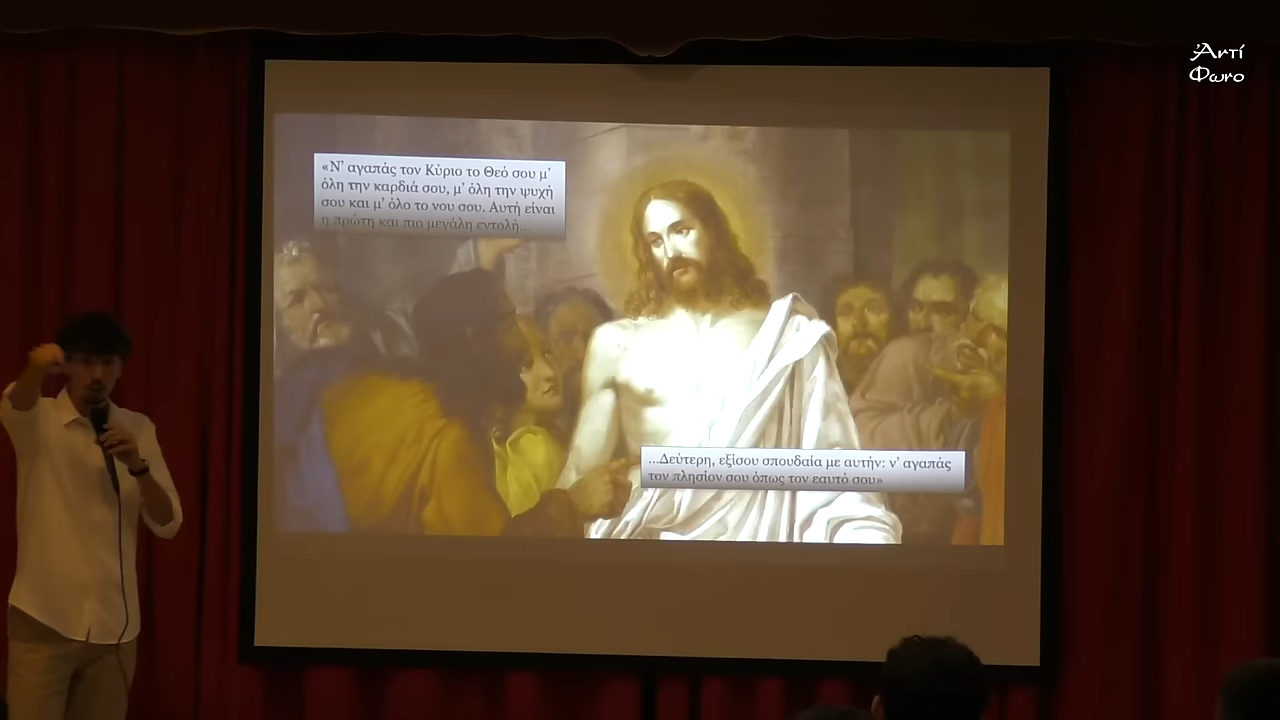 Ἀντί
Φωνο
«Ν' αγαπάς τον Κύριο το Θεό σου μ'
όλη την καρδιά σου, μ' όλη την ψυχή
σου και μ' όλο το νου σου. Αυτή είναι
η πρώτη και πιο μεγάλη εντολή...
...Δεύτερη, εξίσου σπουδαία με αυτήν: ν' αγαπάς
τον πλησίον σου όπως τον εαυτό σου»